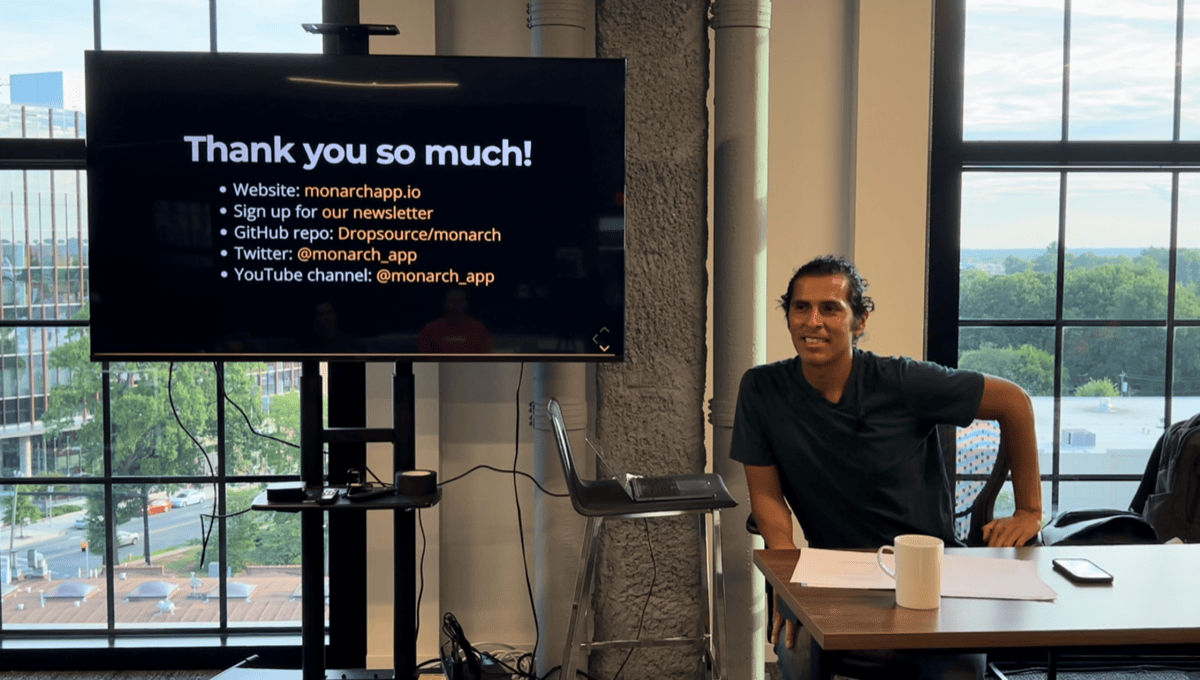 Thank you so much!
• Website: monarchapp.io
• Sign up for our newsletter
• GitHub repo: Dropsource/monarch
• Twitter: @monarch_app
• YouTube channel: @monarch_app